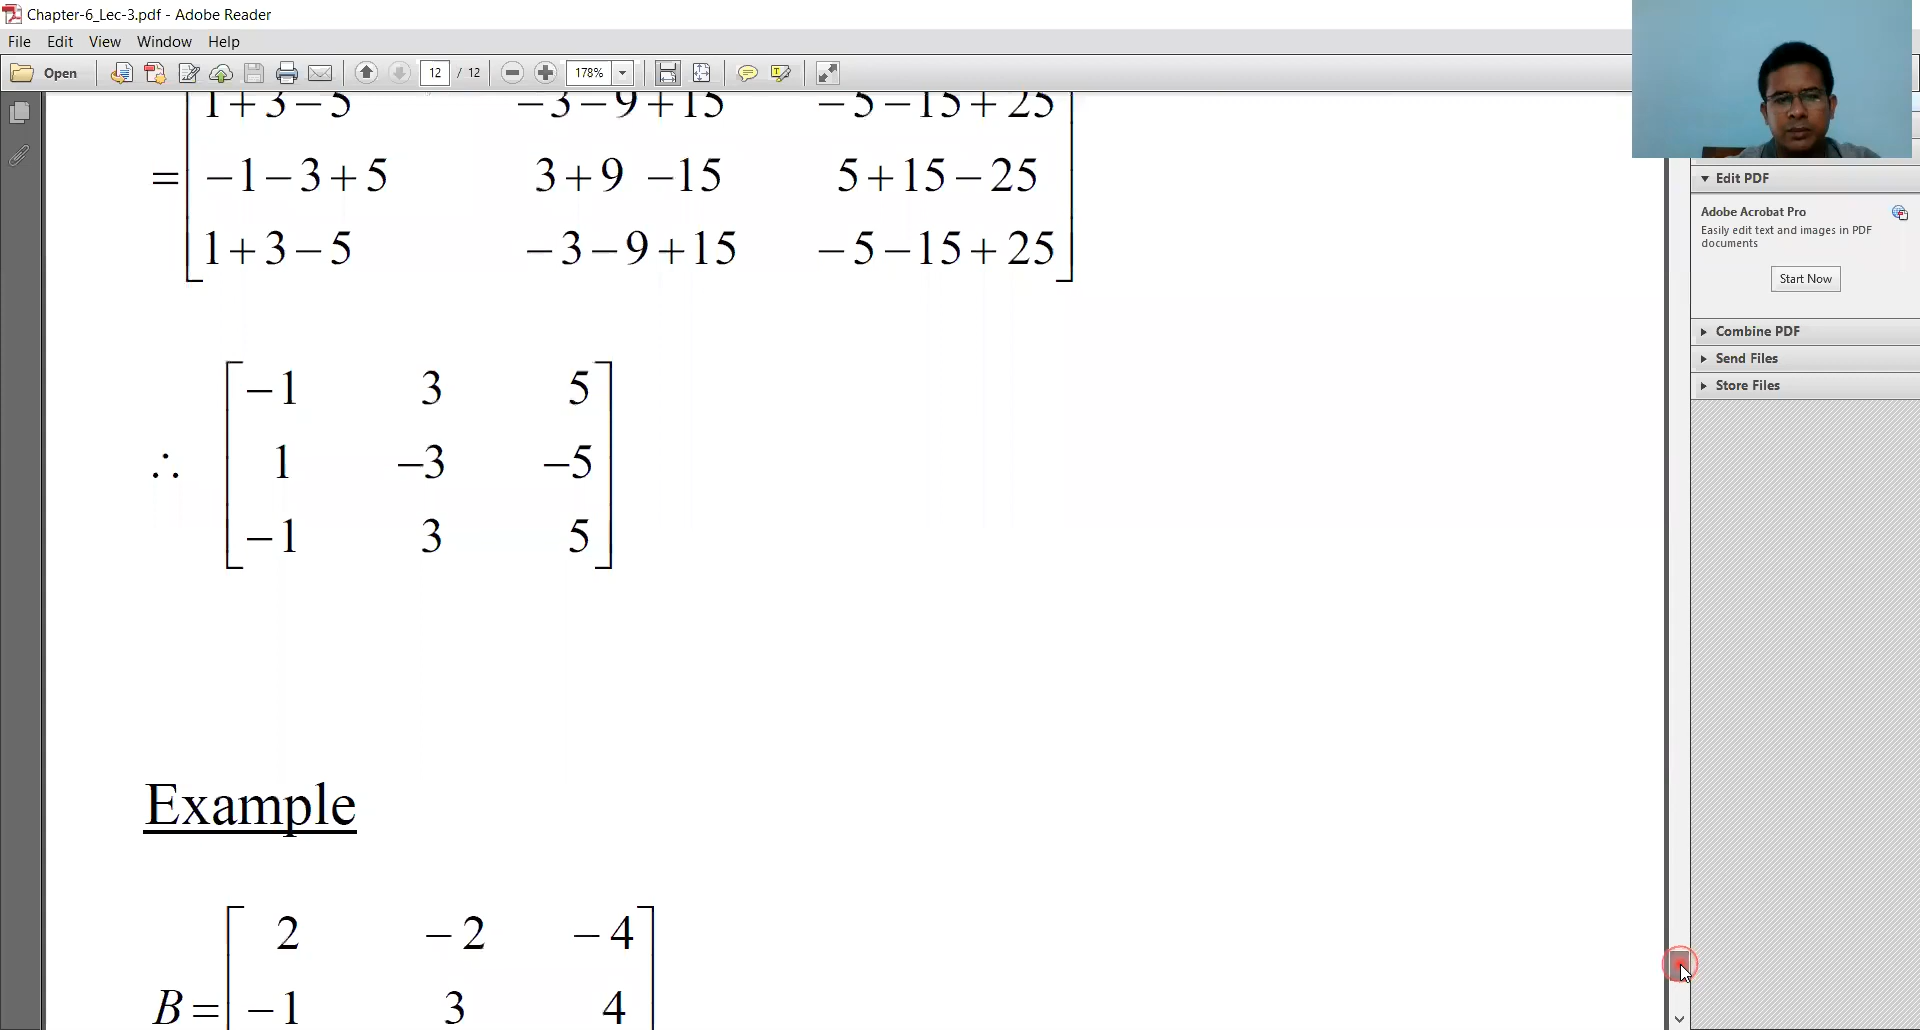 Chapter-6_Lec-3.pdf - Adobe Reader
File Edit View Window Help
Open 12 / 12 178%
1+3−5 −3−9+15 −5−15+25
= −1−3+5 3+9 −15 5+15−25
1+3−5 −3−9+15 −5−15+25
−1 3 5
∴ 1 −3 −5
−1 3 5
Example
2 −2 −4
B= −1 3 4
Edit PDF
Adobe Acrobat Pro
Easily edit text and images in PDF
documents
Start Now
Combine PDF
Send Files
Store Files